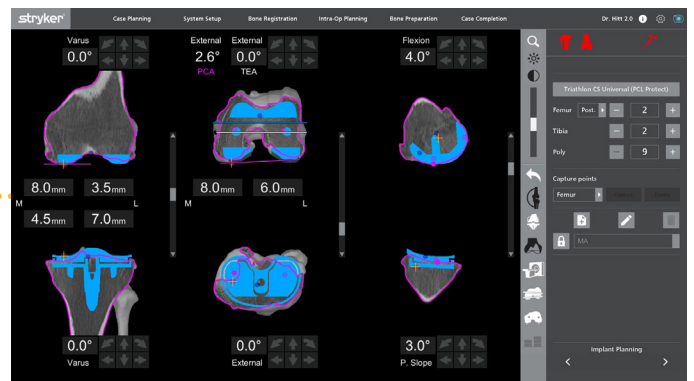 stryker
Case Planning
System Setup
Bone Registration
Intra-Op Planning
Bone Preparation
Case Completion
Dr. Hitt 2.0
Varus
0.0°
External
2.6°
PCA
External
0.0°
TEA
Flexion
4.0°
8.0mm
3.5mm
M
L
4.5mm
7.0mm
8.0mm
6.0mm
M
L
0.0°
Varus
0.0°
External
3.0°
P. Slope
Triathlon CS Universal (PCL Protect)
Femur
Post.
2
Tibia
2
Poly
9
Capture points
Femur
MA
Implant Planning